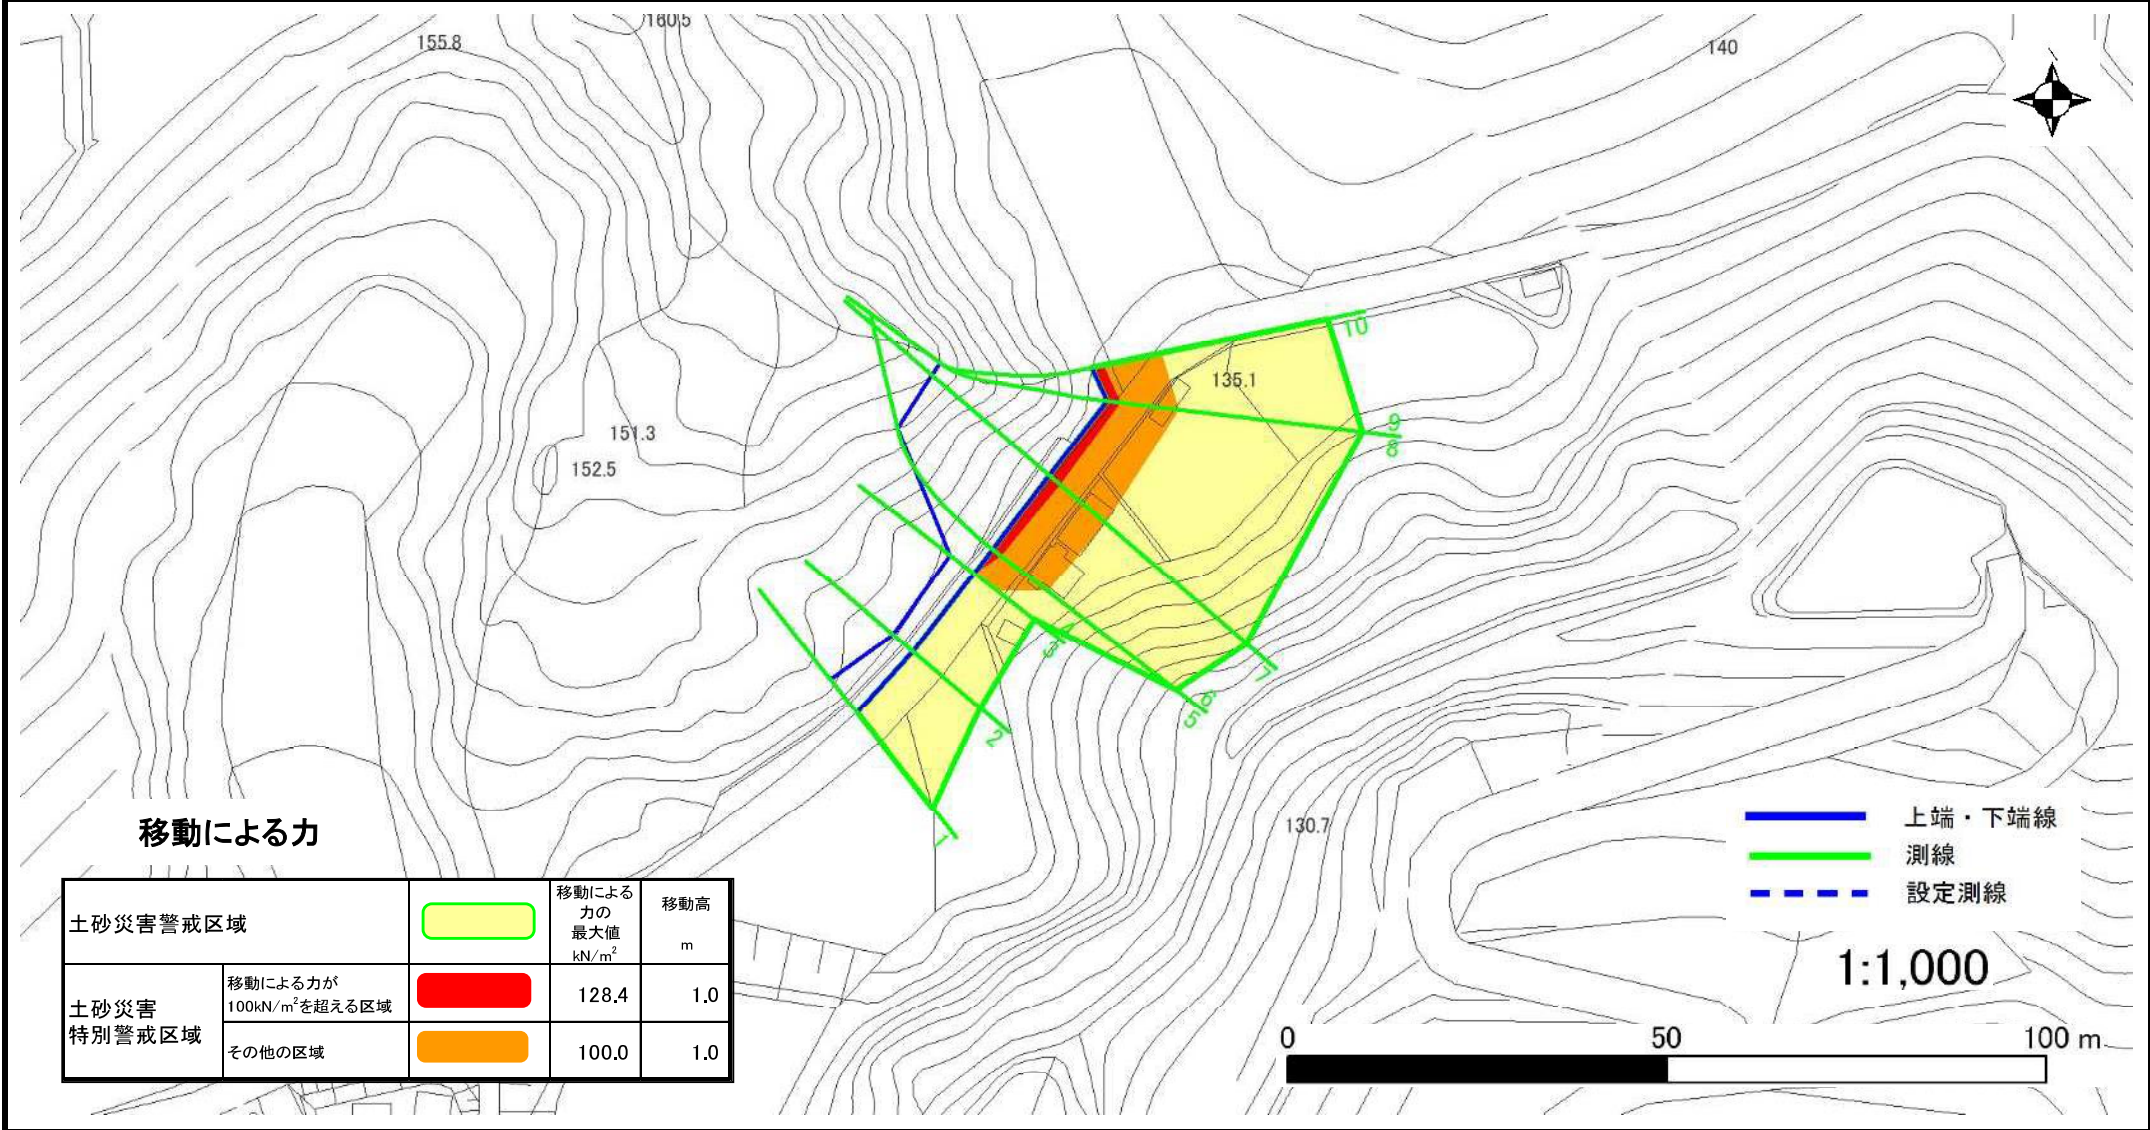 160.5
155.8
140
10
135.1
9
8
151.3
152.5
4
3
7
6
5
2
1
130.7
移動による力
上端・下端線
測線
設定測線
1:1,000
0 50 100 m
土砂災害警戒区域
移動による
力の
最大値
kN/m²
移動高
m
土砂災害
特別警戒区域
移動による力が
100kN/m²を超える区域
128.4 1.0
その他の区域
100.0 1.0